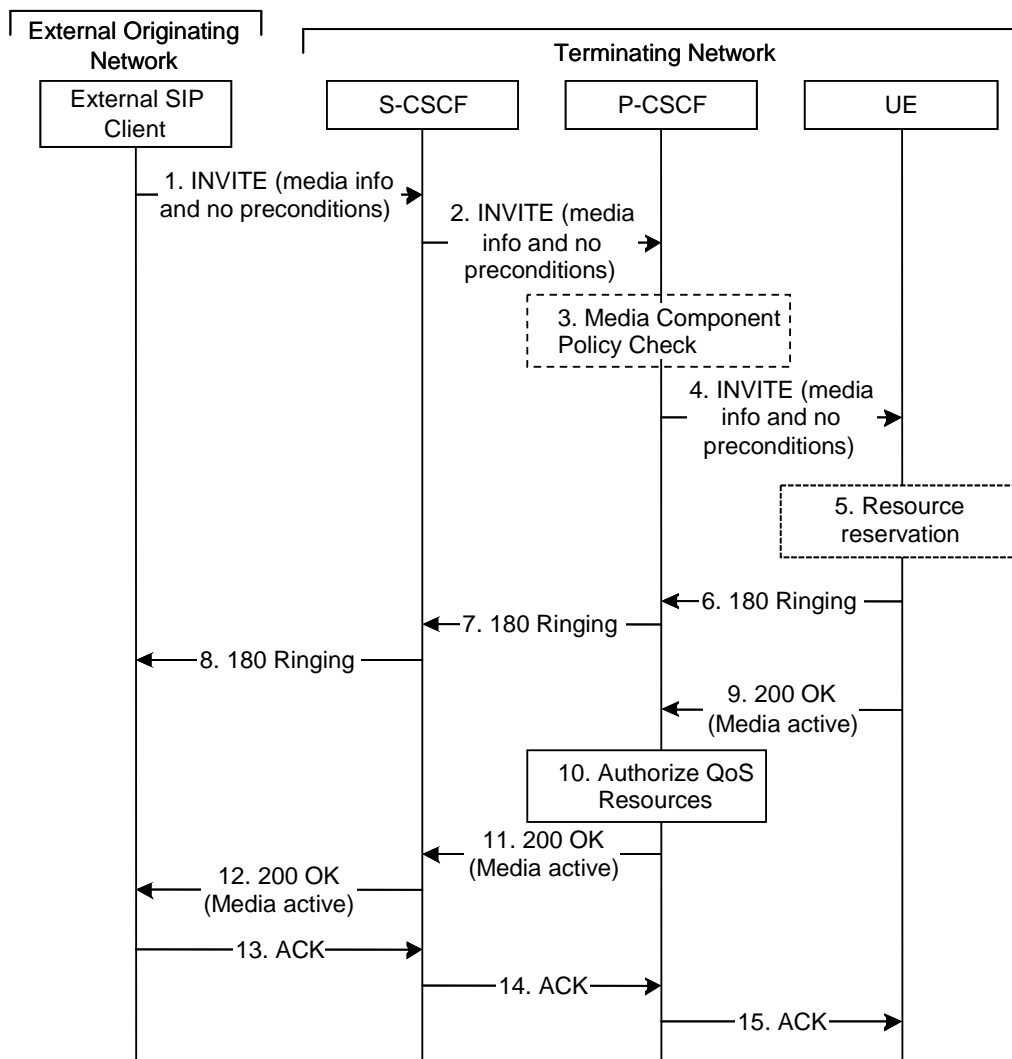 External Originating
Network
Terminating Network
External SIP
Client
S-CSCF
P-CSCF
UE
1. INVITE (media info
and no preconditions)
2. INVITE (media
info and no
preconditions)
3. Media Component
Policy Check
4. INVITE (media
info and no
preconditions)
5. Resource
reservation
6. 180 Ringing
7. 180 Ringing
8. 180 Ringing
9. 200 OK
(Media active)
10. Authorize QoS
Resources
11. 200 OK
(Media active)
12. 200 OK
(Media active)
13. ACK
14. ACK
15. ACK